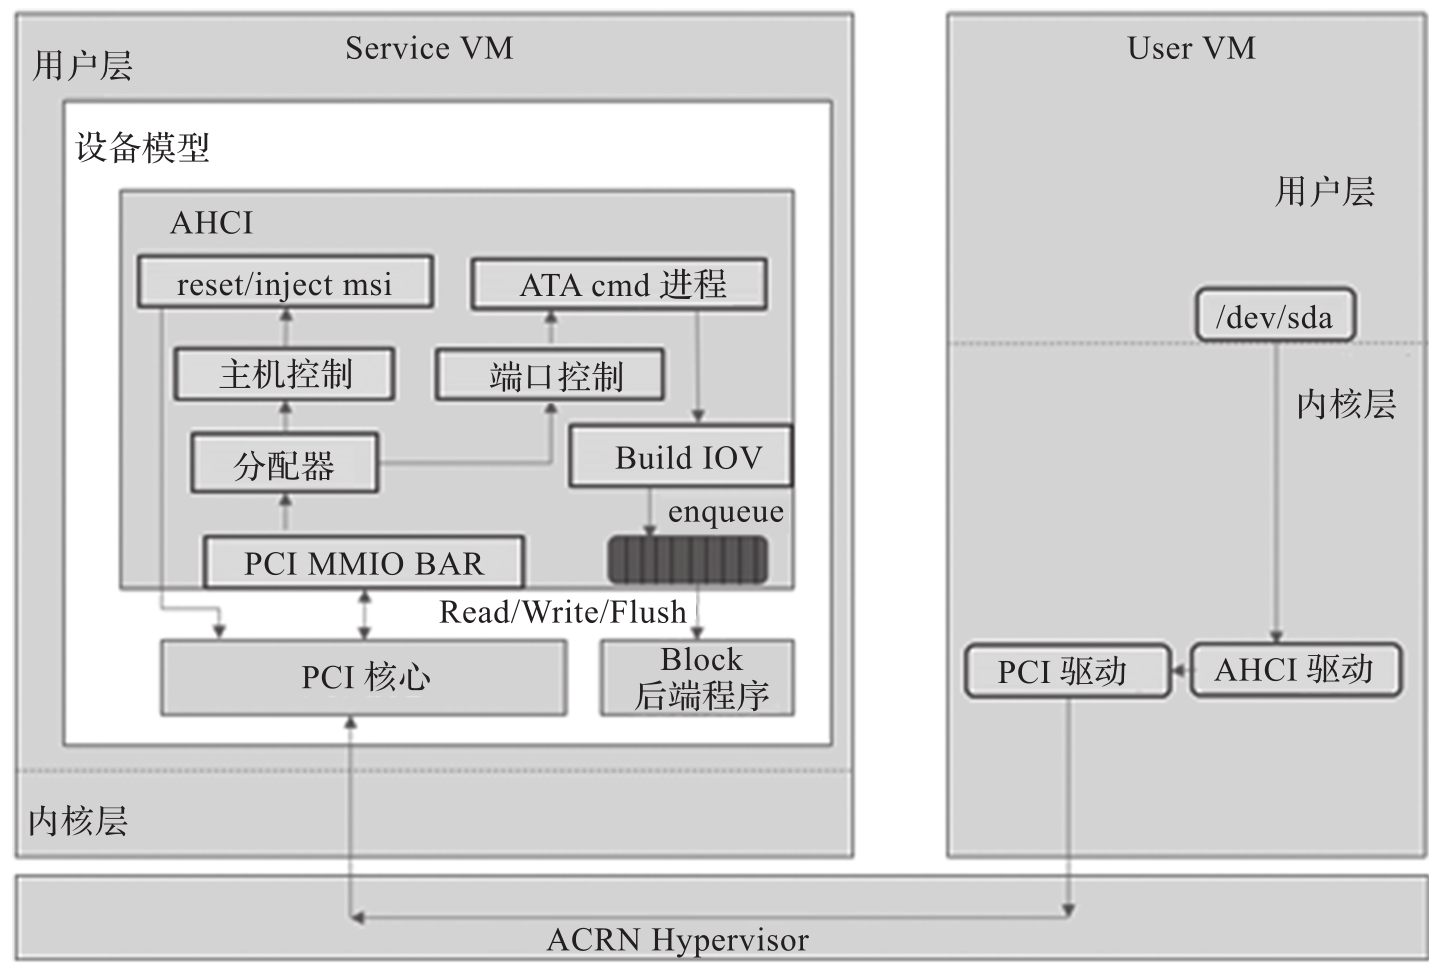 Service VM
用户层
设备模型
AHCI
reset/inject msi
ATA cmd 进程
主机控制
端口控制
分配器
Build IOV
enqueue
PCI MMIO BAR
Read/Write/Flush
PCI 核心
Block
后端程序
内核层
User VM
用户层
/dev/sda
内核层
PCI 驱动
AHCI 驱动
ACRN Hypervisor